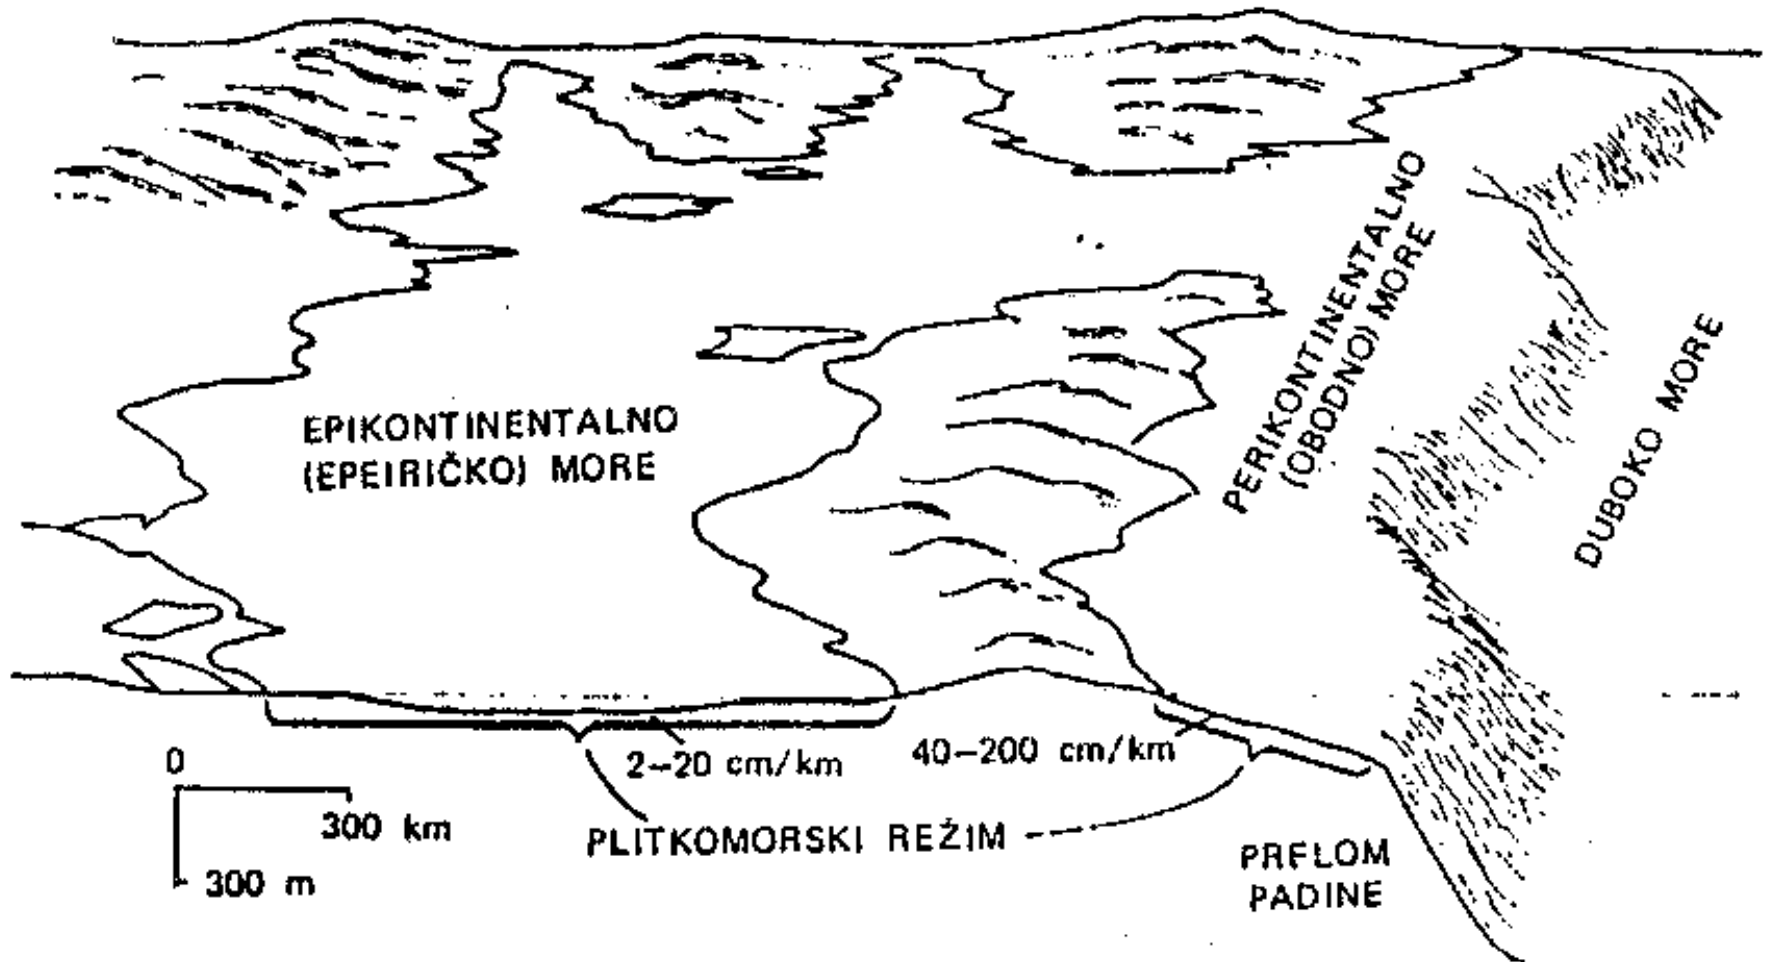 EPIKONTINENTALNO
(EPEIRIČKO) MORE
PERIKONTINENTALNO
(OBODNO) MORE
DUBOKO MORE
2–20 cm/km
40–200 cm/km
0
300 km
300 m
PLITKOMORSKI REŽIM
PRELOM
PADINE